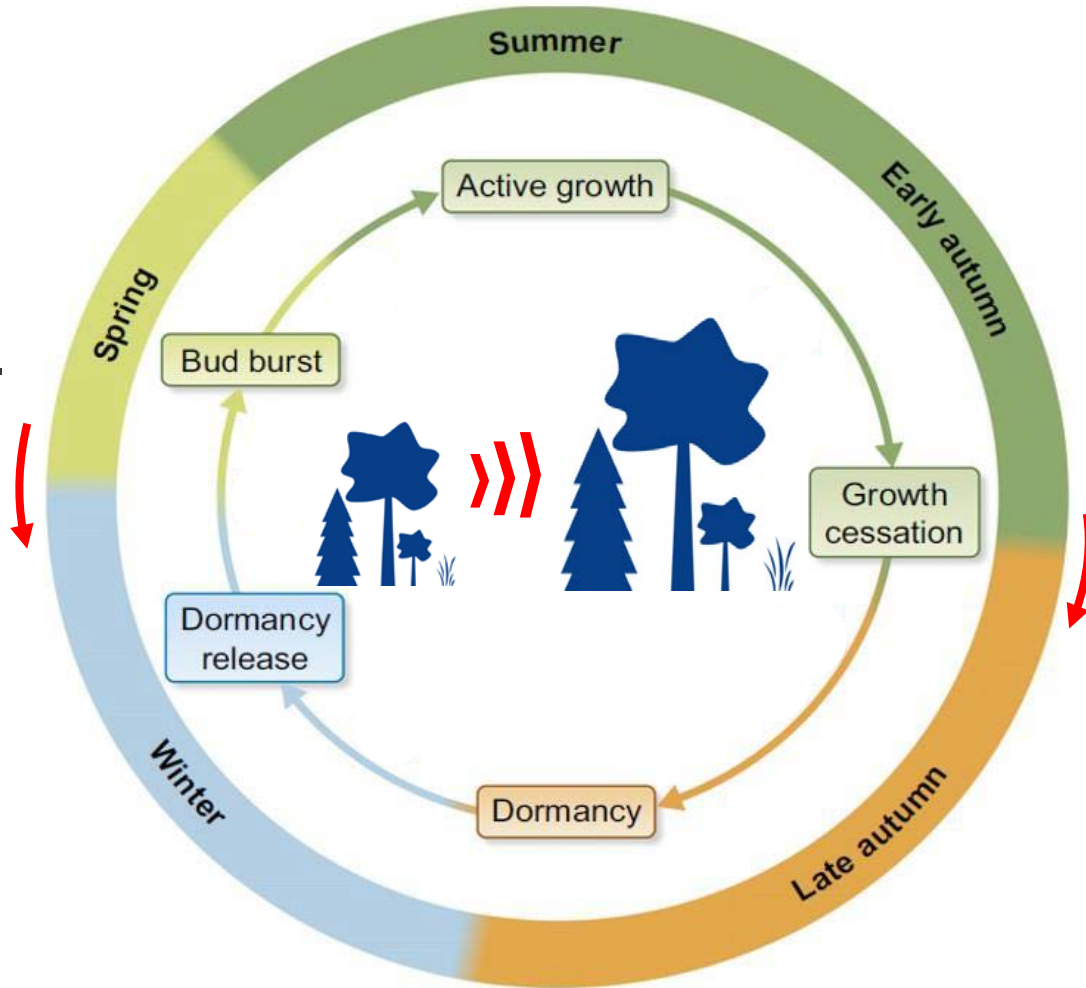 Summer
Early autumn
Spring
Active growth
Bud burst
Growth
cessation
Dormancy
release
Dormancy
Winter
Late autumn